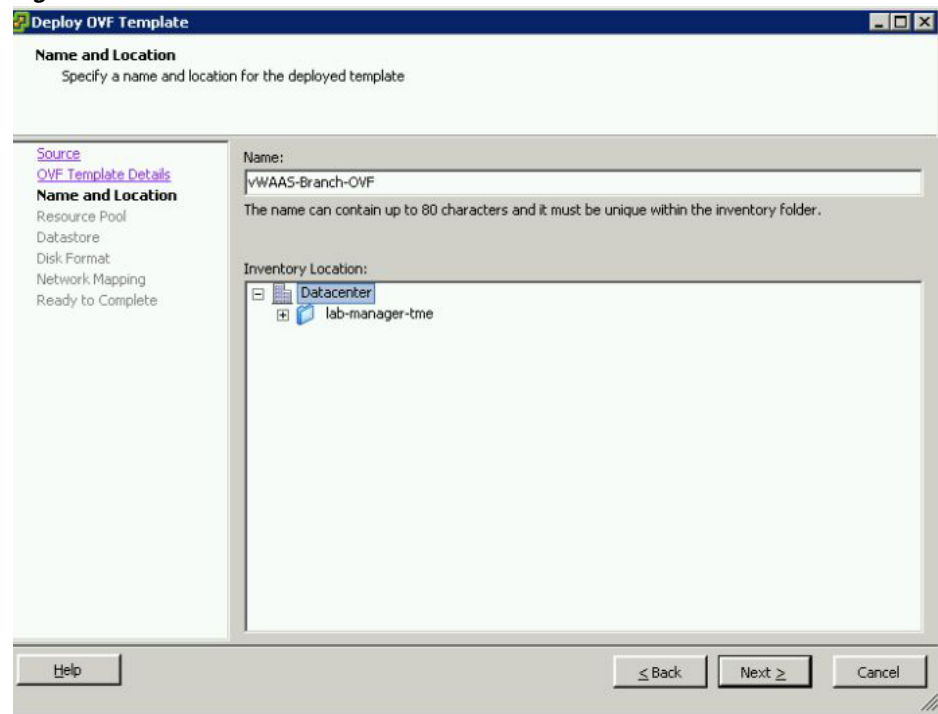 Deploy OVF Template
Name and Location
Specify a name and location for the deployed template
Source
OVF Template Details
Name and Location
Resource Pool
Datastore
Disk Format
Network Mapping
Ready to Complete
Name:
vWAAS-Branch-OVF
The name can contain up to 80 characters and it must be unique within the inventory folder.
Inventory Location:
Datacenter
lab-manager-tme
Help
≤ Back
Next ≥
Cancel